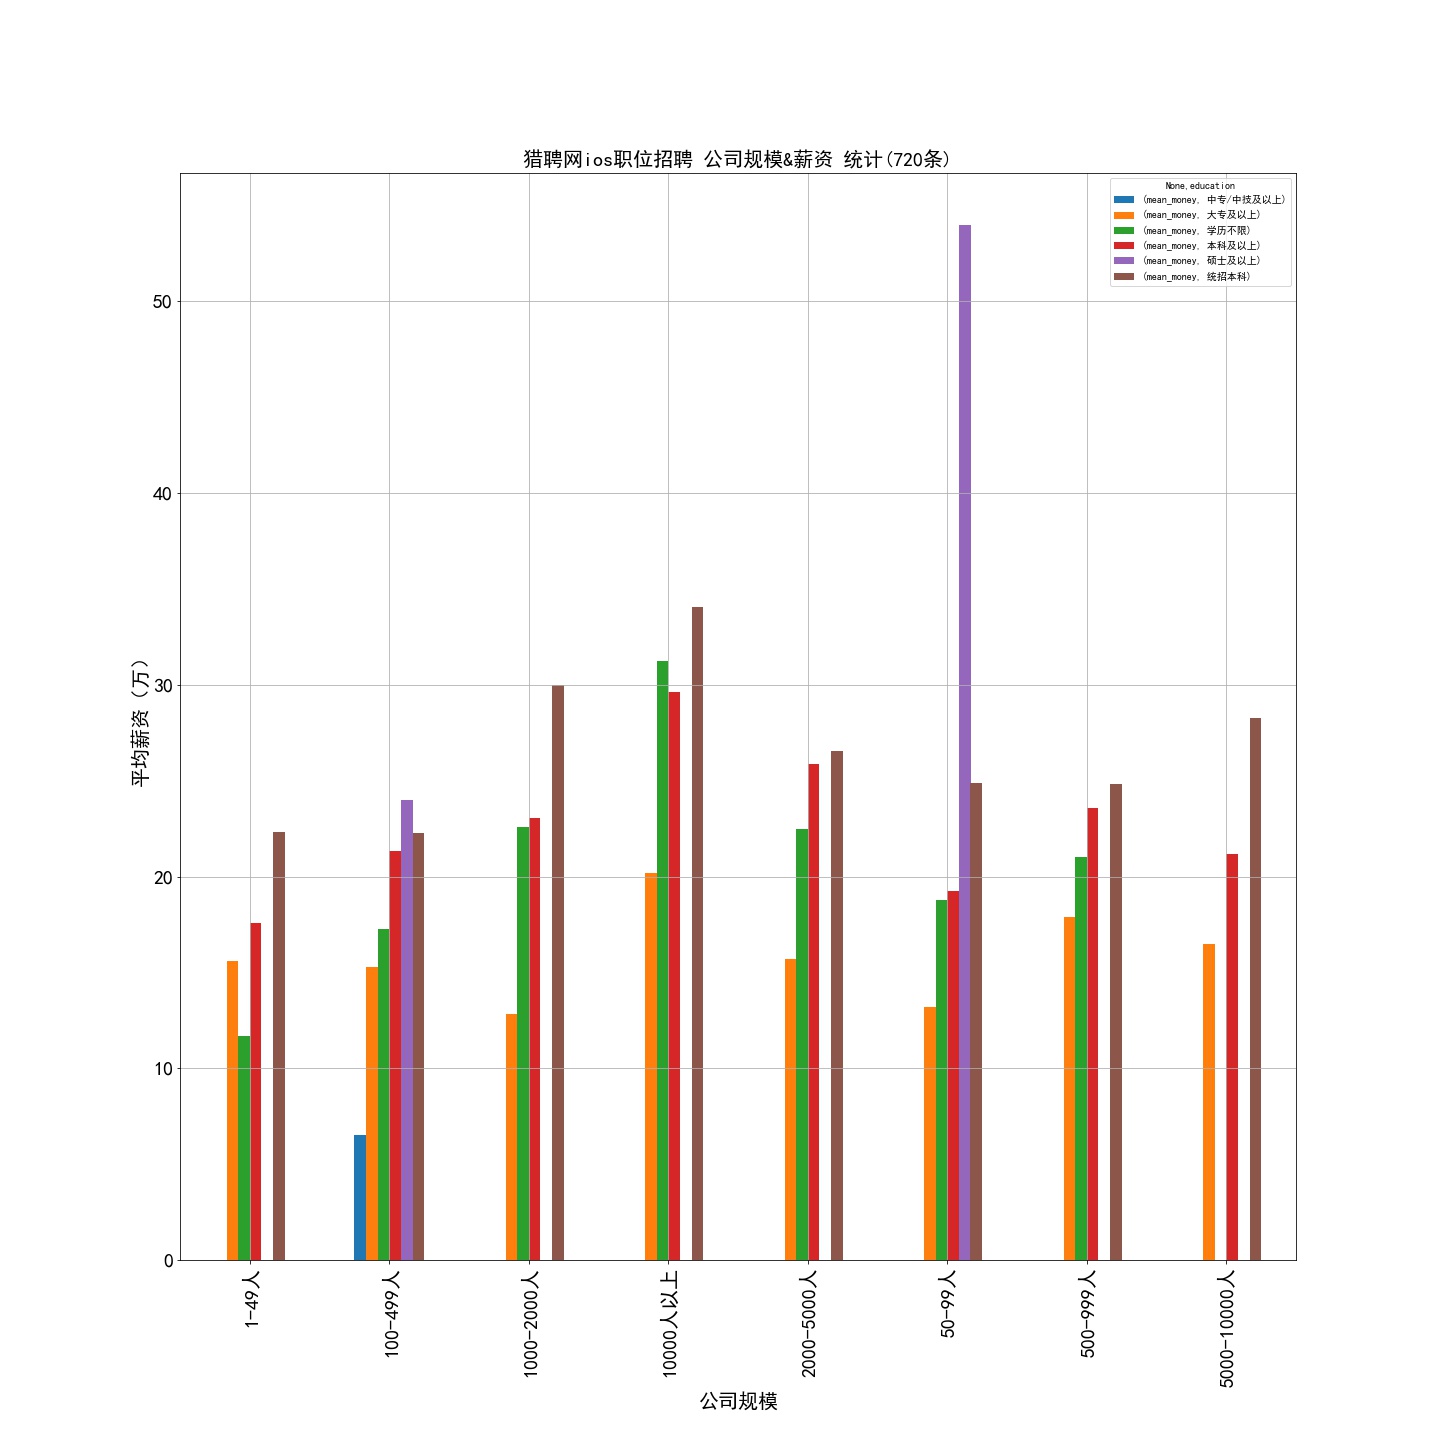 猎聘网ios职位招聘 公司规模&薪资 统计(720条)
None,education
(mean_money, 中专/中技及以上)
(mean_money, 大专及以上)
(mean_money, 学历不限)
(mean_money, 本科及以上)
(mean_money, 硕士及以上)
(mean_money, 统招本科)
平均薪资（万）
50
40
30
20
10
0
1-49人
100-499人
1000-2000人
10000人以上
2000-5000人
50-99人
500-999人
5000-10000人
公司规模